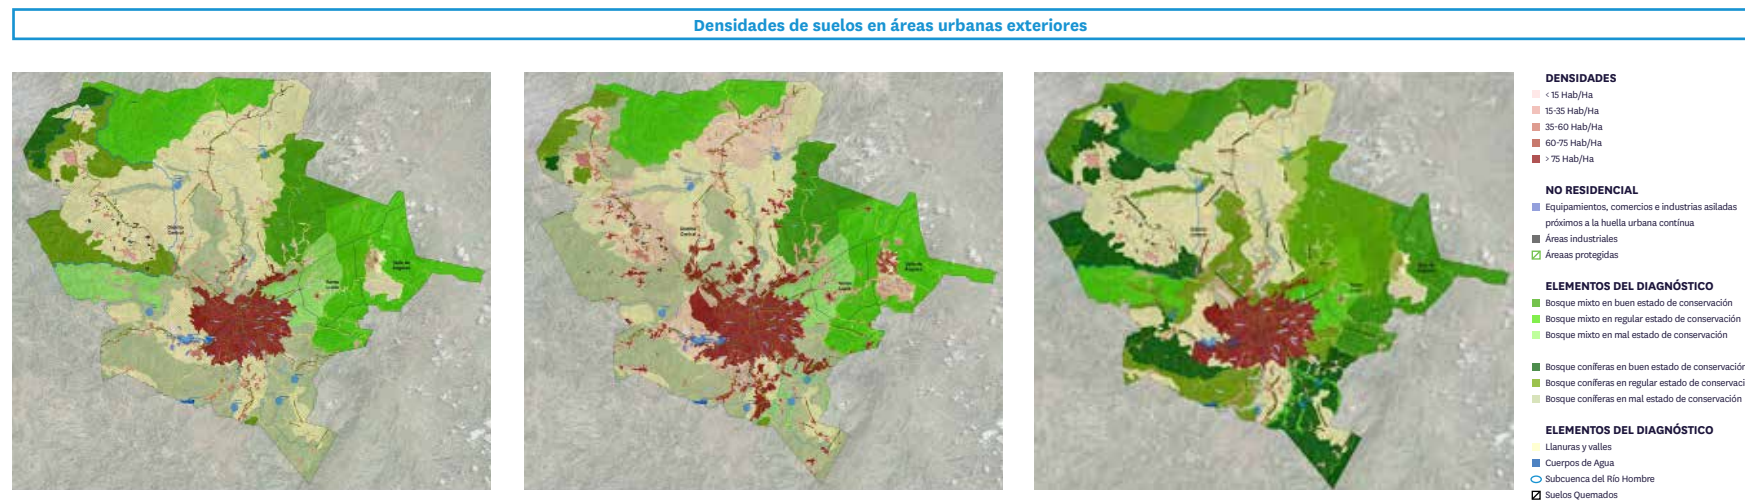 Densidades de suelos en áreas urbanas exteriores
DENSIDADES
< 15 Hab/Ha
15-35 Hab/Ha
35-60 Hab/Ha
60-75 Hab/Ha
> 75 Hab/Ha
NO RESIDENCIAL
Equipamientos, comercios e industrias asiladas
próximos a la huella urbana contínua
Áreas industriales
Áreaas protegidas
ELEMENTOS DEL DIAGNÓSTICO
Bosque mixto en buen estado de conservación
Bosque mixto en regular estado de conservación
Bosque mixto en mal estado de conservación
Bosque coníferas en buen estado de conservación
Bosque coníferas en regular estado de conservaci
Bosque coníferas en mal estado de conservación
ELEMENTOS DEL DIAGNÓSTICO
Llanuras y valles
Cuerpos de Agua
Subcuenca del Río Hombre
Suelos Quemados